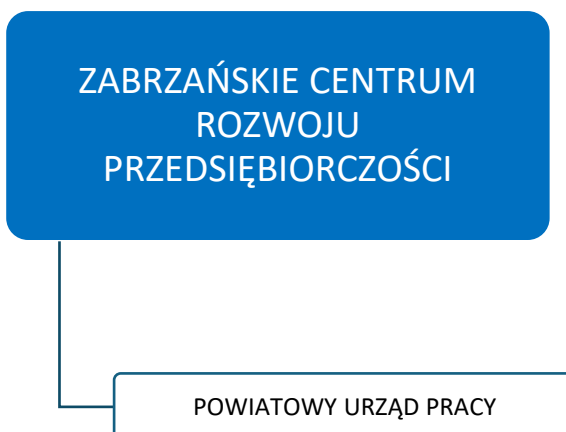 ZABRZAŃSKIE CENTRUM
ROZWOJU
PRZEDSIĘBIORCZOŚCI
POWIATOWY URZĄD PRACY